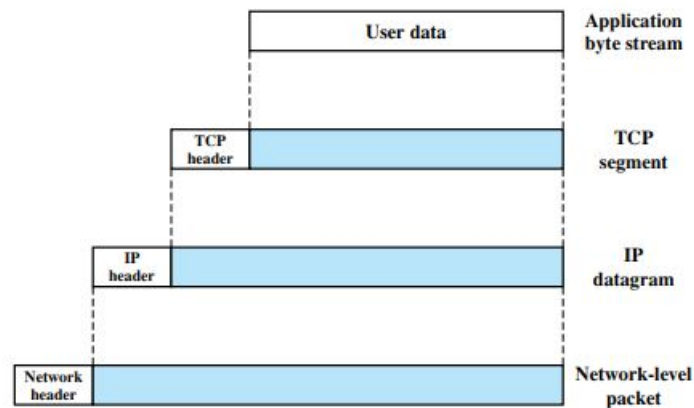 User data
Application
byte stream
TCP
header
TCP
segment
IP
header
IP
datagram
Network
header
Network-level
packet